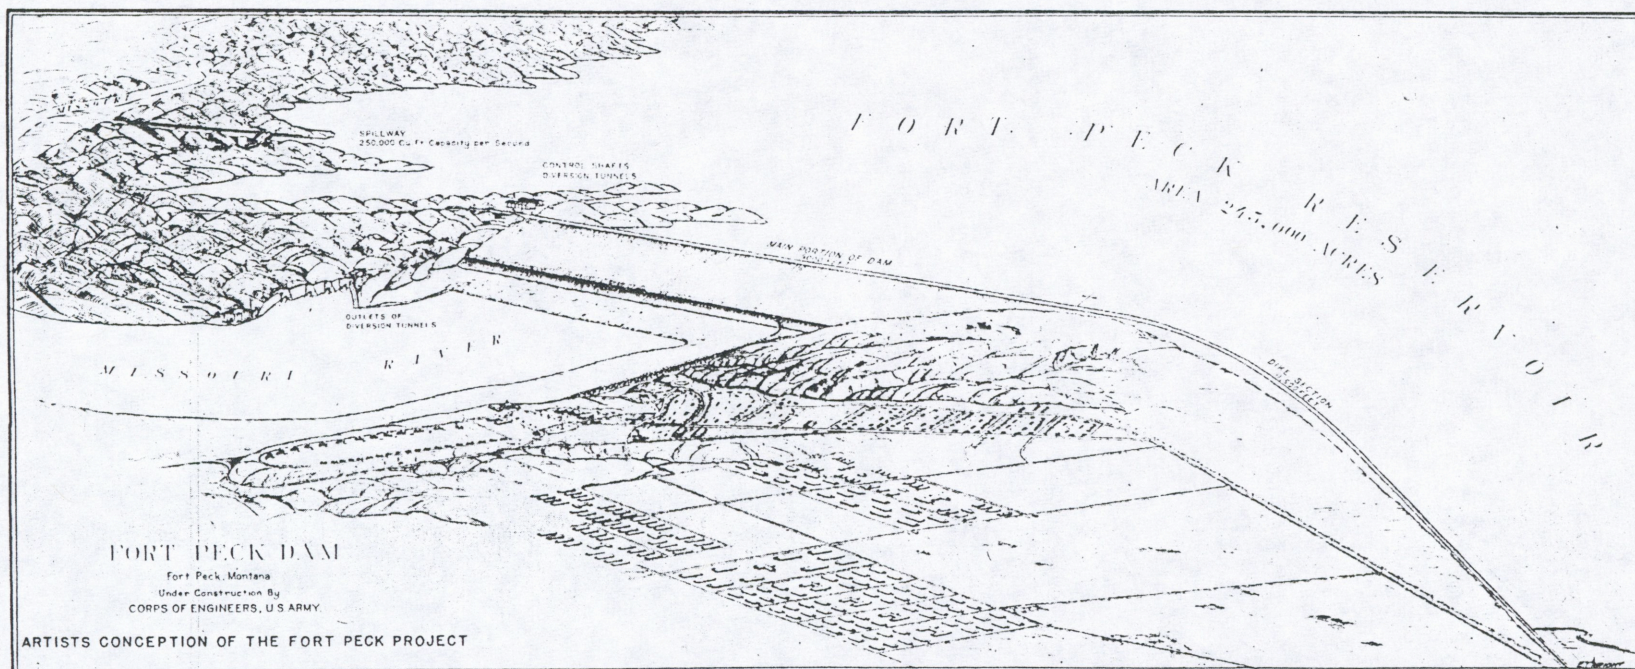 MISSOURI
SPILLWAY
250,000 Cu. Ft. Capacity per Second
CONTROL SHAFTS
DIVERSION TUNNELS
FORT PECK RESERVOIR
AREA 245,000 ACRES
MAIN PORTION OF DAM
OUTLETS OF
DIVERSION TUNNELS
MISSOURI RIVER
DIKE SECTION
FORT PECK DAM
Fort Peck, Montana
Under Construction By
CORPS OF ENGINEERS, U.S. ARMY.
ARTISTS CONCEPTION OF THE FORT PECK PROJECT